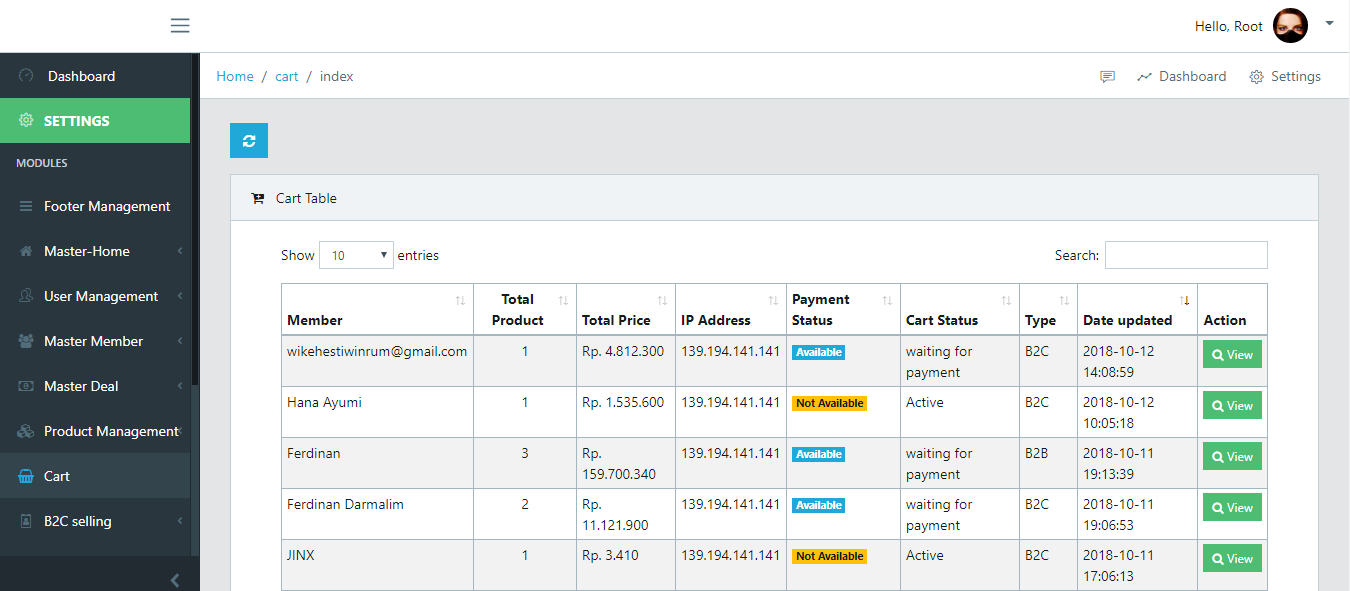 Hello, Root
Dashboard
Home / cart / index
Dashboard
Settings
SETTINGS
MODULES
Footer Management
Master-Home
User Management
Master Member
Master Deal
Product Management
Cart
B2C selling
Cart Table
Show 10 entries
Search:
Member Total Product Total Price IP Address Payment Status Cart Status Type Date updated Action
wikehestiwinrum@gmail.com 1 Rp. 4.812.300 139.194.141.141 Available waiting for payment B2C 2018-10-12 14:08:59 View
Hana Ayumi 1 Rp. 1.535.600 139.194.141.141 Not Available Active B2C 2018-10-12 10:05:18 View
Ferdinan 3 Rp. 159.700.340 139.194.141.141 Available waiting for payment B2B 2018-10-11 19:13:39 View
Ferdinan Darmalim 2 Rp. 11.121.900 139.194.141.141 Available waiting for payment B2C 2018-10-11 19:06:53 View
JINX 1 Rp. 3.410 139.194.141.141 Not Available Active B2C 2018-10-11 17:06:13 View